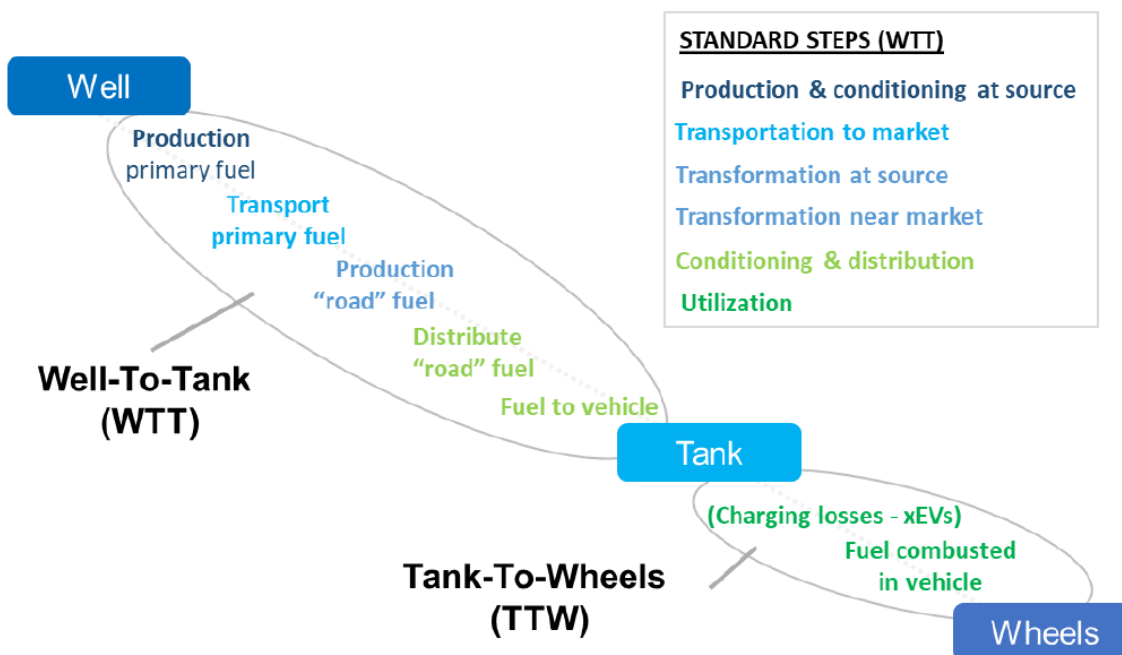 STANDARD STEPS (WTT)
Production & conditioning at source
Transportation to market
Transformation at source
Transformation near market
Conditioning & distribution
Utilization
Well
Production
primary fuel
Transport
primary fuel
Production
“road” fuel
Distribute
“road” fuel
Fuel to vehicle
Well-To-Tank
(WTT)
Tank
(Charging losses - xEVs)
Fuel combusted
in vehicle
Tank-To-Wheels
(TTW)
Wheels